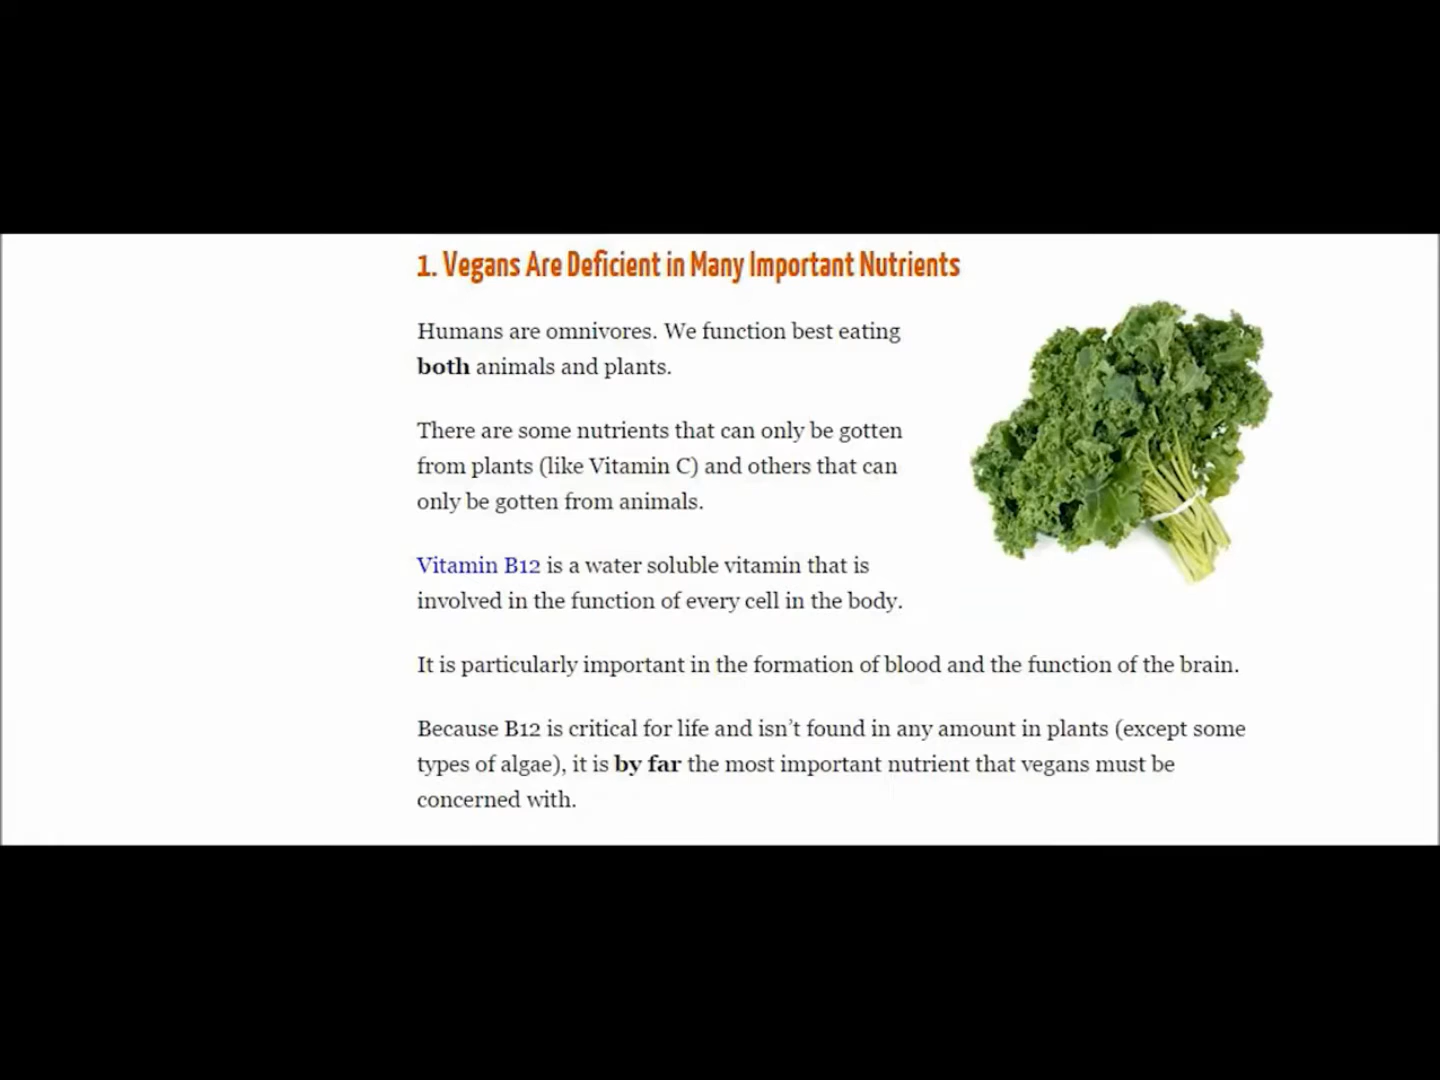 1. Vegans Are Deficient in Many Important Nutrients
Humans are omnivores. We function best eating
both animals and plants.
There are some nutrients that can only be gotten
from plants (like Vitamin C) and others that can
only be gotten from animals.
Vitamin B12 is a water soluble vitamin that is
involved in the function of every cell in the body.
It is particularly important in the formation of blood and the function of the brain.
Because B12 is critical for life and isn’t found in any amount in plants (except some
types of algae), it is by far the most important nutrient that vegans must be
concerned with.